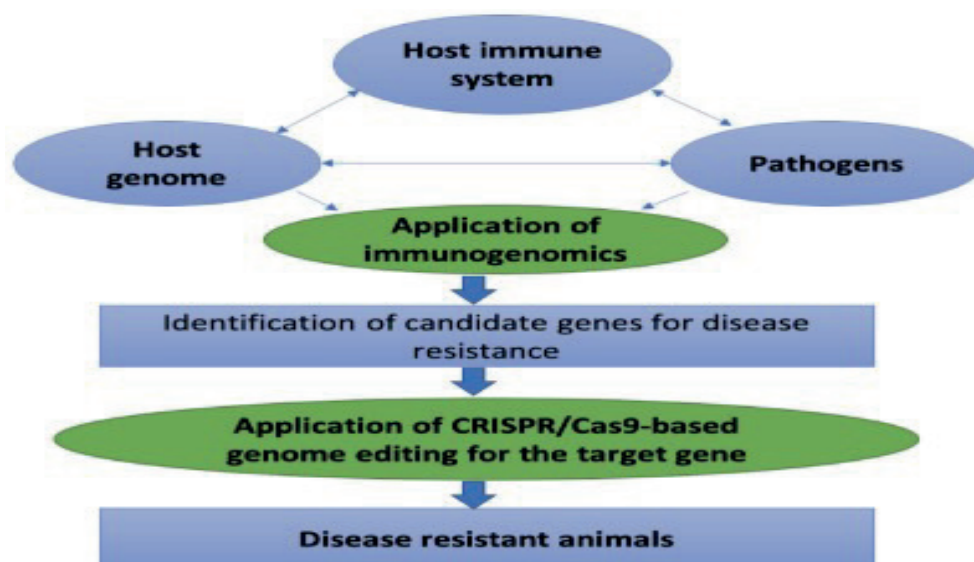 Host immune
system
Host
genome
Pathogens
Application of
immunogenomics
Identification of candidate genes for disease
resistance
Application of CRISPR/Cas9-based
genome editing for the target gene
Disease resistant animals